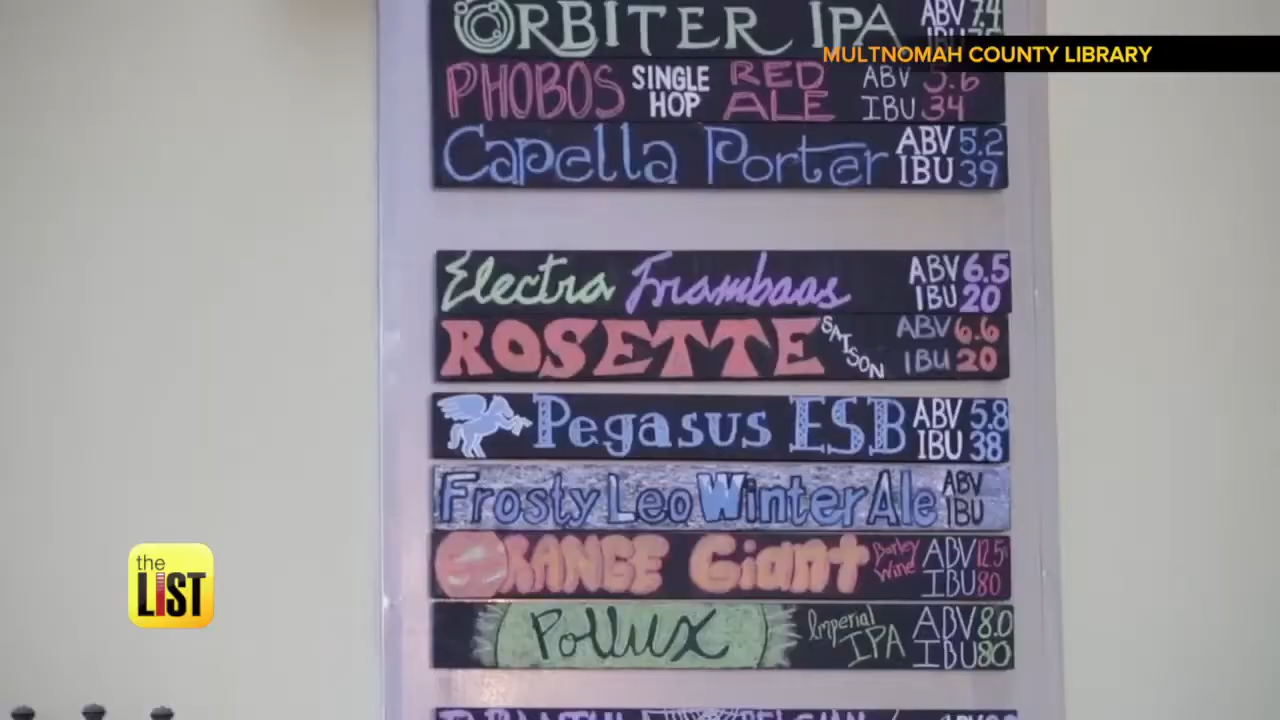 ORBITER IPA ABV 7.4
MULTNOMAH COUNTY LIBRARY
PHOBOS SINGLE HOP RED ALE ABV 5.6 IBU 34
Capella Porter ABV 5.2 IBU 39
Electra Frambaas ABV 6.5 IBU 20
ROSETTE SAISON ABV 6.6 IBU 20
Pegasus ESB ABV 5.8 IBU 38
Frosty Leo Winter Ale ABV IBU
ORANGE Giant Barley Wine ABV 12.5 IBU 80
Pollux Imperial IPA ABV 8.0 IBU 80
BELGIAN
the LIST